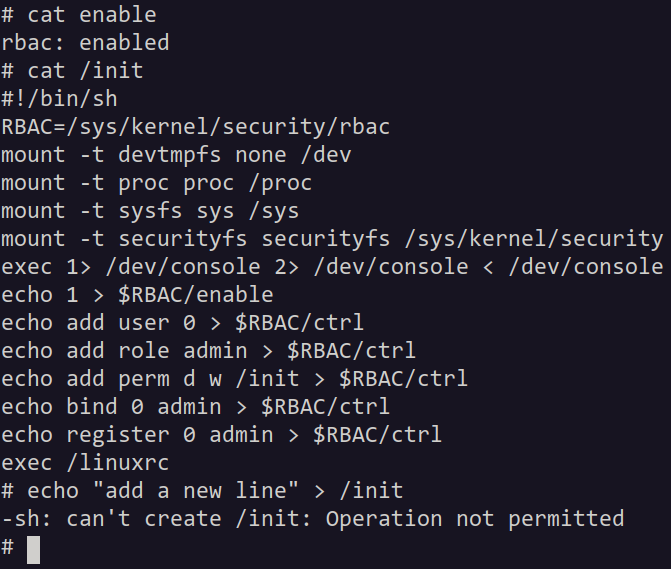 # cat enable
rbac: enabled
# cat /init
#!/bin/sh
RBAC=/sys/kernel/security/rbac
mount -t devtmpfs none /dev
mount -t proc proc /proc
mount -t sysfs sys /sys
mount -t securityfs securityfs /sys/kernel/security
exec 1> /dev/console 2> /dev/console < /dev/console
echo 1 > $RBAC/enable
echo add user 0 > $RBAC/ctrl
echo add role admin > $RBAC/ctrl
echo add perm d w /init > $RBAC/ctrl
echo bind 0 admin > $RBAC/ctrl
echo register 0 admin > $RBAC/ctrl
exec /linuxrc
# echo "add a new line" > /init
-sh: can't create /init: Operation not permitted
#